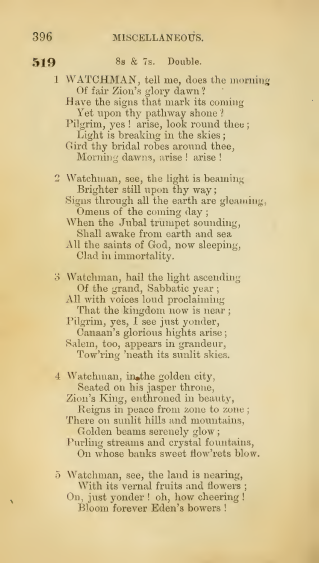 396 MISCELLANEOUS.
519 8s & 7s. Double.
1 WATCHMAN, tell me, does the morning
Of fair Zion's glory dawn?
Have the signs that mark its coming
Yet upon thy pathway shone?
Pilgrim, yes! arise, look round thee;
Light is breaking in the skies;
Gird thy bridal robes around thee,
Morning dawns, arise! arise!
2 Watchman, see, the light is beaming
Brighter still upon thy way;
Signs through all the earth are gleaming,
Omens of the coming day;
When the Jubal trumpet sounding,
Shall awake from earth and sea
All the saints of God, now sleeping,
Clad in immortality.
3 Watchman, hail the light ascending
Of the grand, Sabbatic year;
All with voices loud proclaiming
That the kingdom now is near;
Pilgrim, yes, I see just yonder,
Canaan's glorious hights arise;
Salem, too, appears in grandeur,
Tow'ring 'neath its sunlit skies.
4 Watchman, in the golden city,
Seated on his jasper throne,
Zion's King, enthroned in beauty,
Reigns in peace from zone to zone;
There on sunlit hills and mountains,
Golden beams serenely glow;
Purling streams and crystal fountains,
On whose banks sweet flow'rets blow.
5 Watchman, see, the land is nearing,
With its vernal fruits and flowers;
On, just yonder! oh, how cheering!
Bloom forever Eden's bowers!